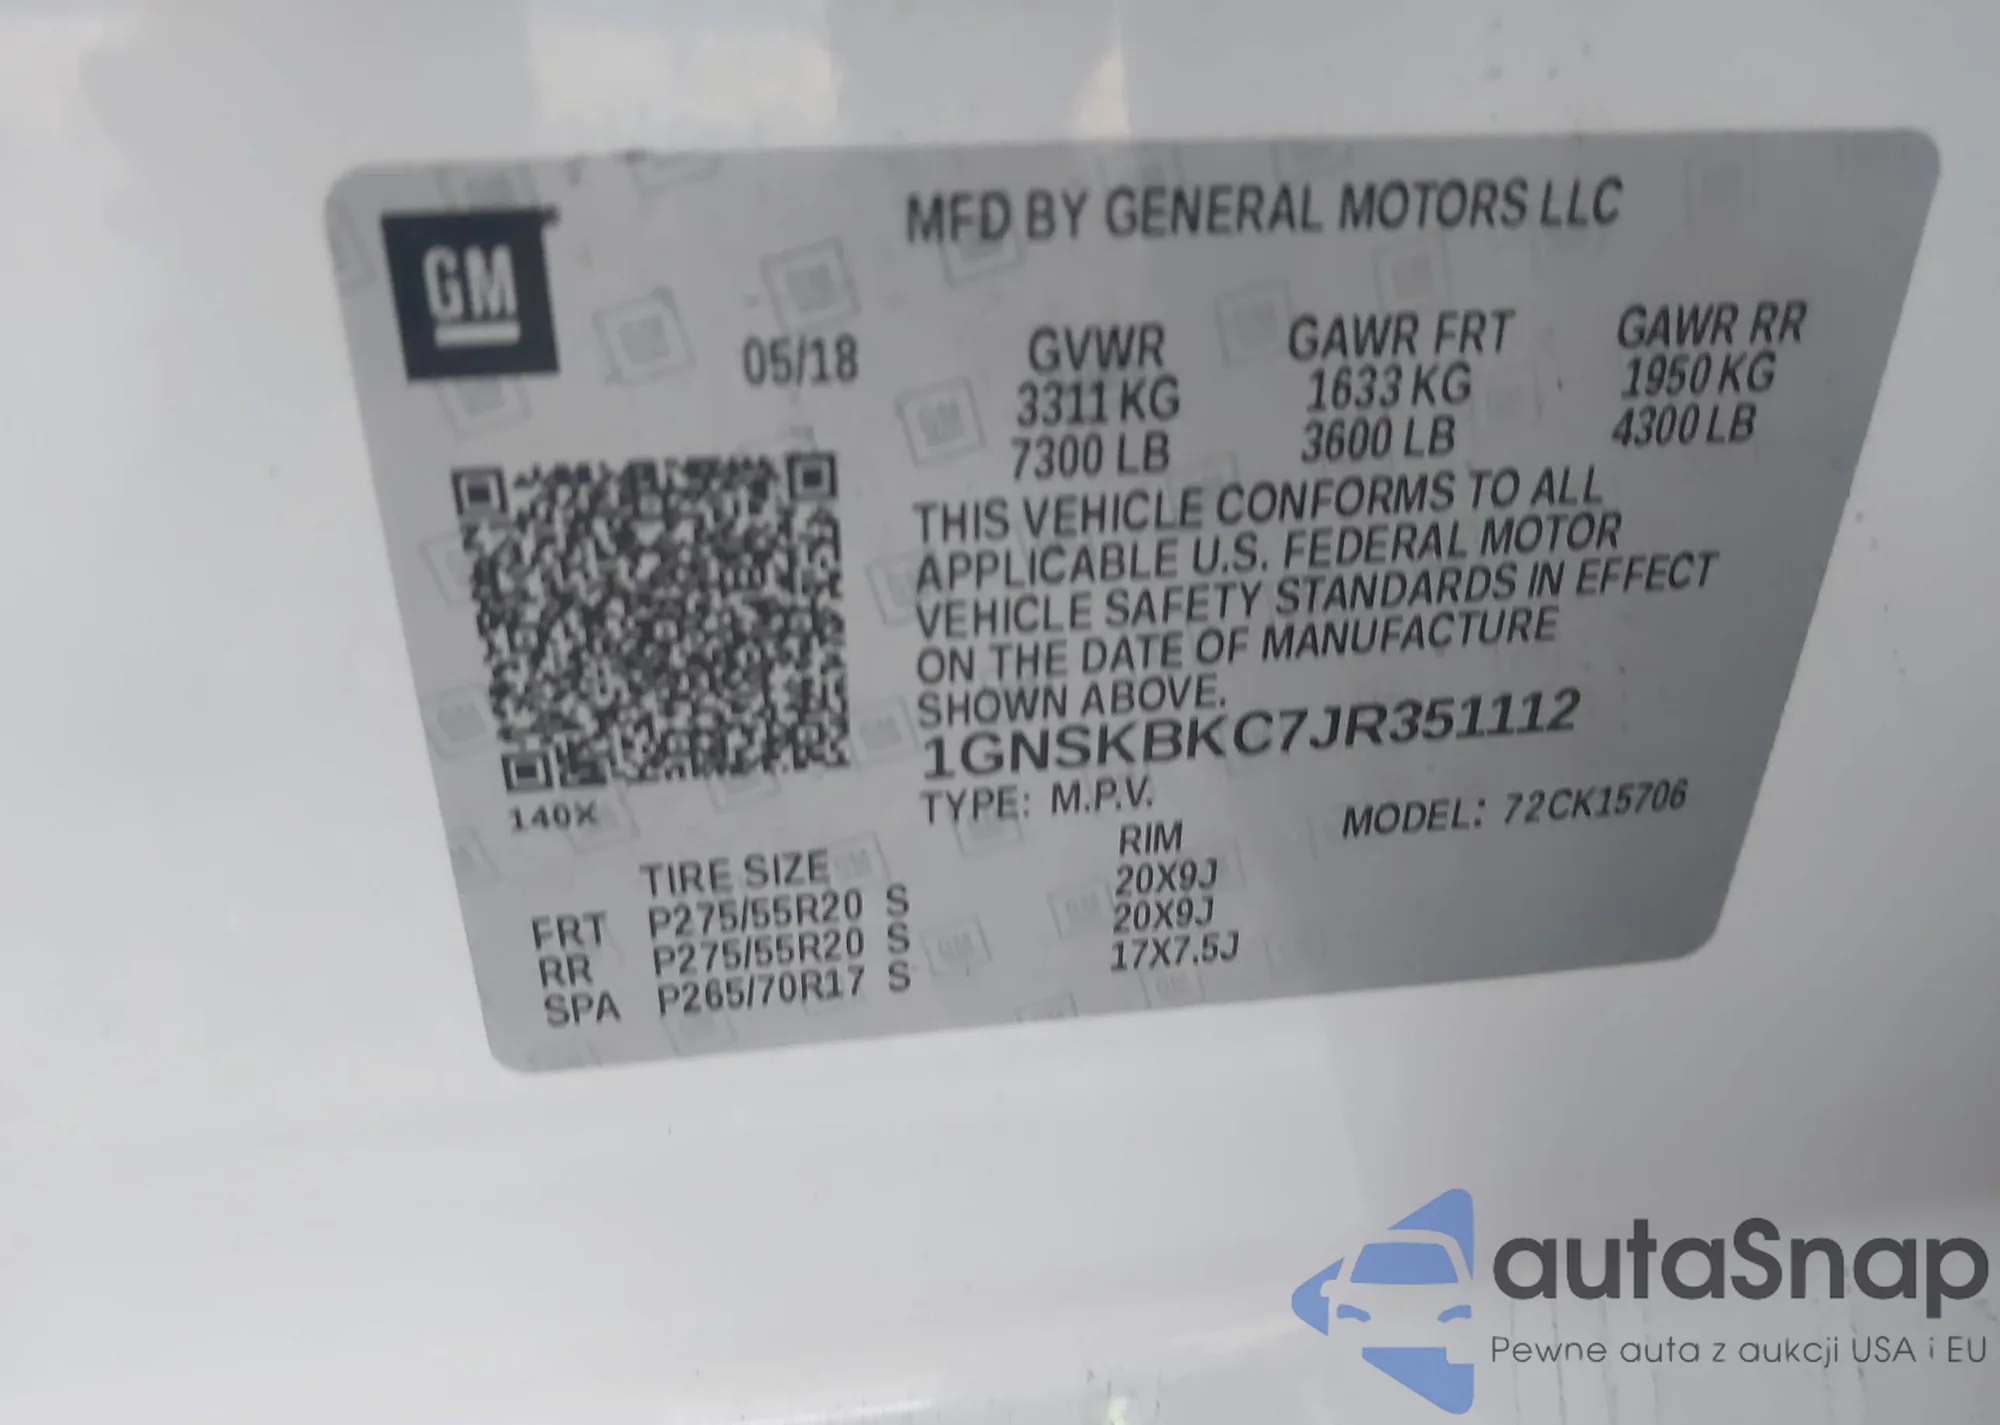 GM
MFD BY GENERAL MOTORS LLC
05/18
GVWR GAWR FRT GAWR RR
3311 KG 1633 KG 1950 KG
7300 LB 3600 LB 4300 LB
THIS VEHICLE CONFORMS TO ALL
APPLICABLE U.S. FEDERAL MOTOR
VEHICLE SAFETY STANDARDS IN EFFECT
ON THE DATE OF MANUFACTURE
SHOWN ABOVE.
1GNSKBKC7JR351112
140X
TYPE: M.P.V. MODEL: 72CK15706
TIRE SIZE RIM
FRT P275/55R20 S 20X9J
RR P275/55R20 S 20X9J
SPA P265/70R17 S 17X7.5J
autaSnap
Pewne auta z aukcji USA i EU